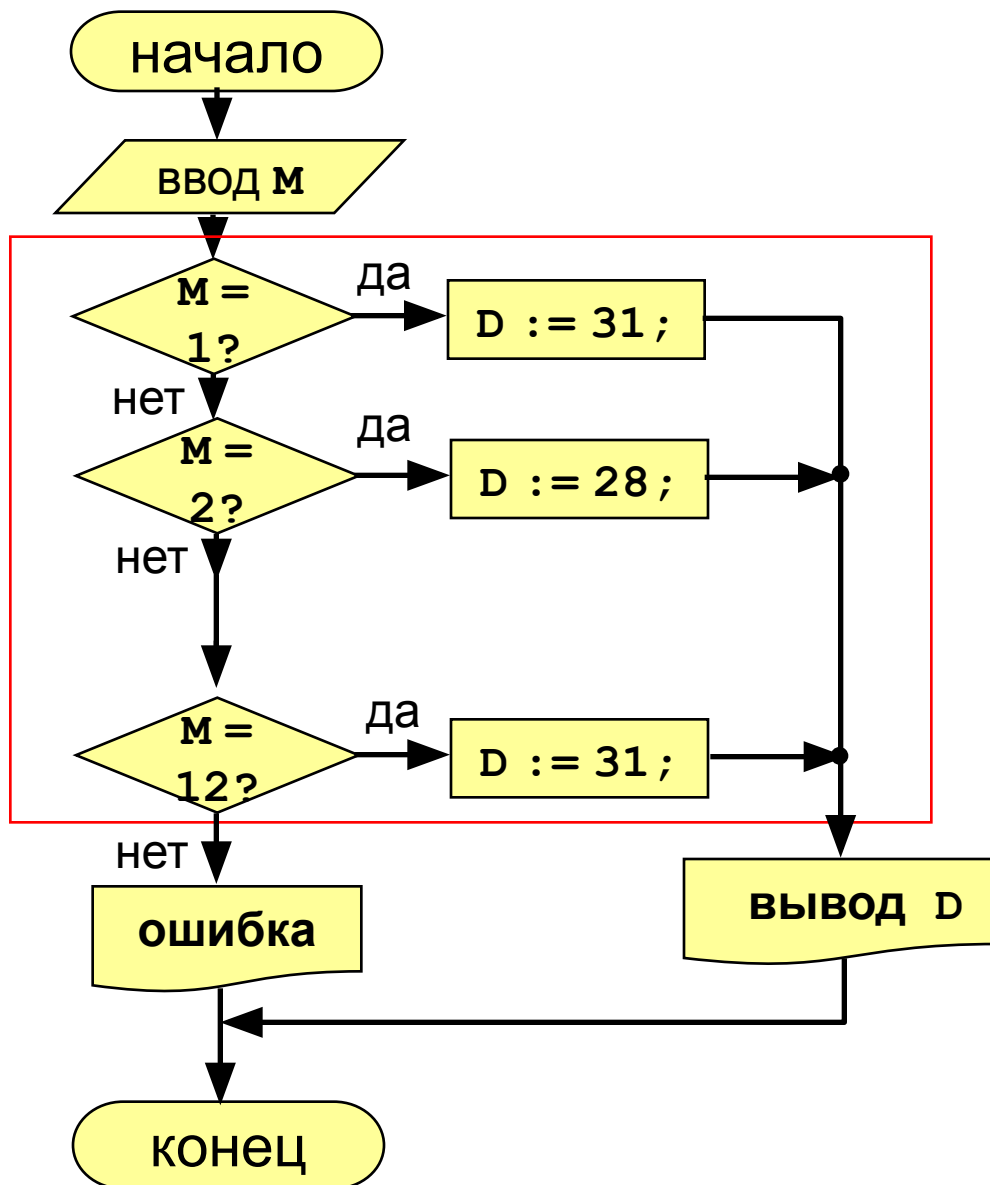 начало
ввод M
M =
1?
да
D := 31;
нет
M =
2?
да
D := 28;
нет
M =
12?
да
D := 31;
нет
ошибка
вывод D
конец